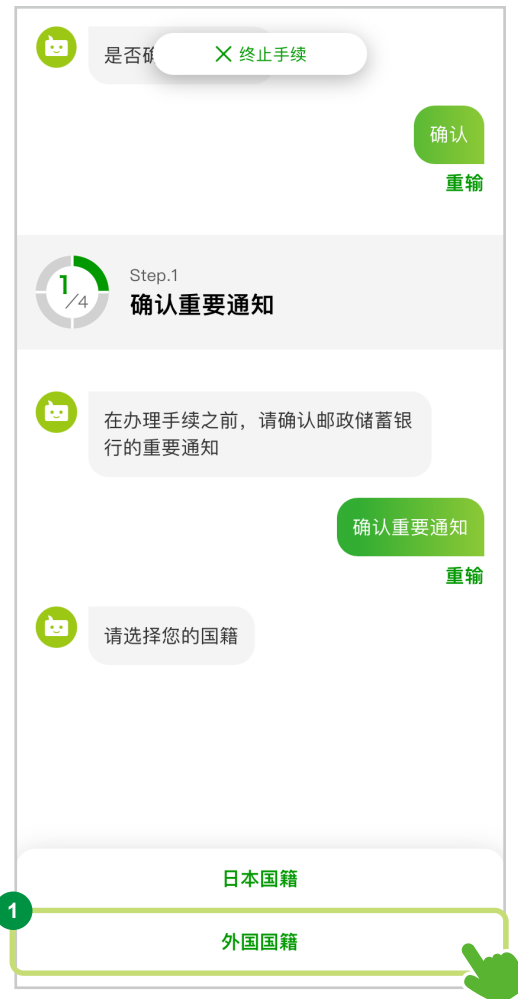 是否确
终止手续
确认
重输
1/4
Step.1
确认重要通知
在办理手续之前，请确认邮政储蓄银
行的重要通知
确认重要通知
重输
请选择您的国籍
日本国籍
1
外国国籍